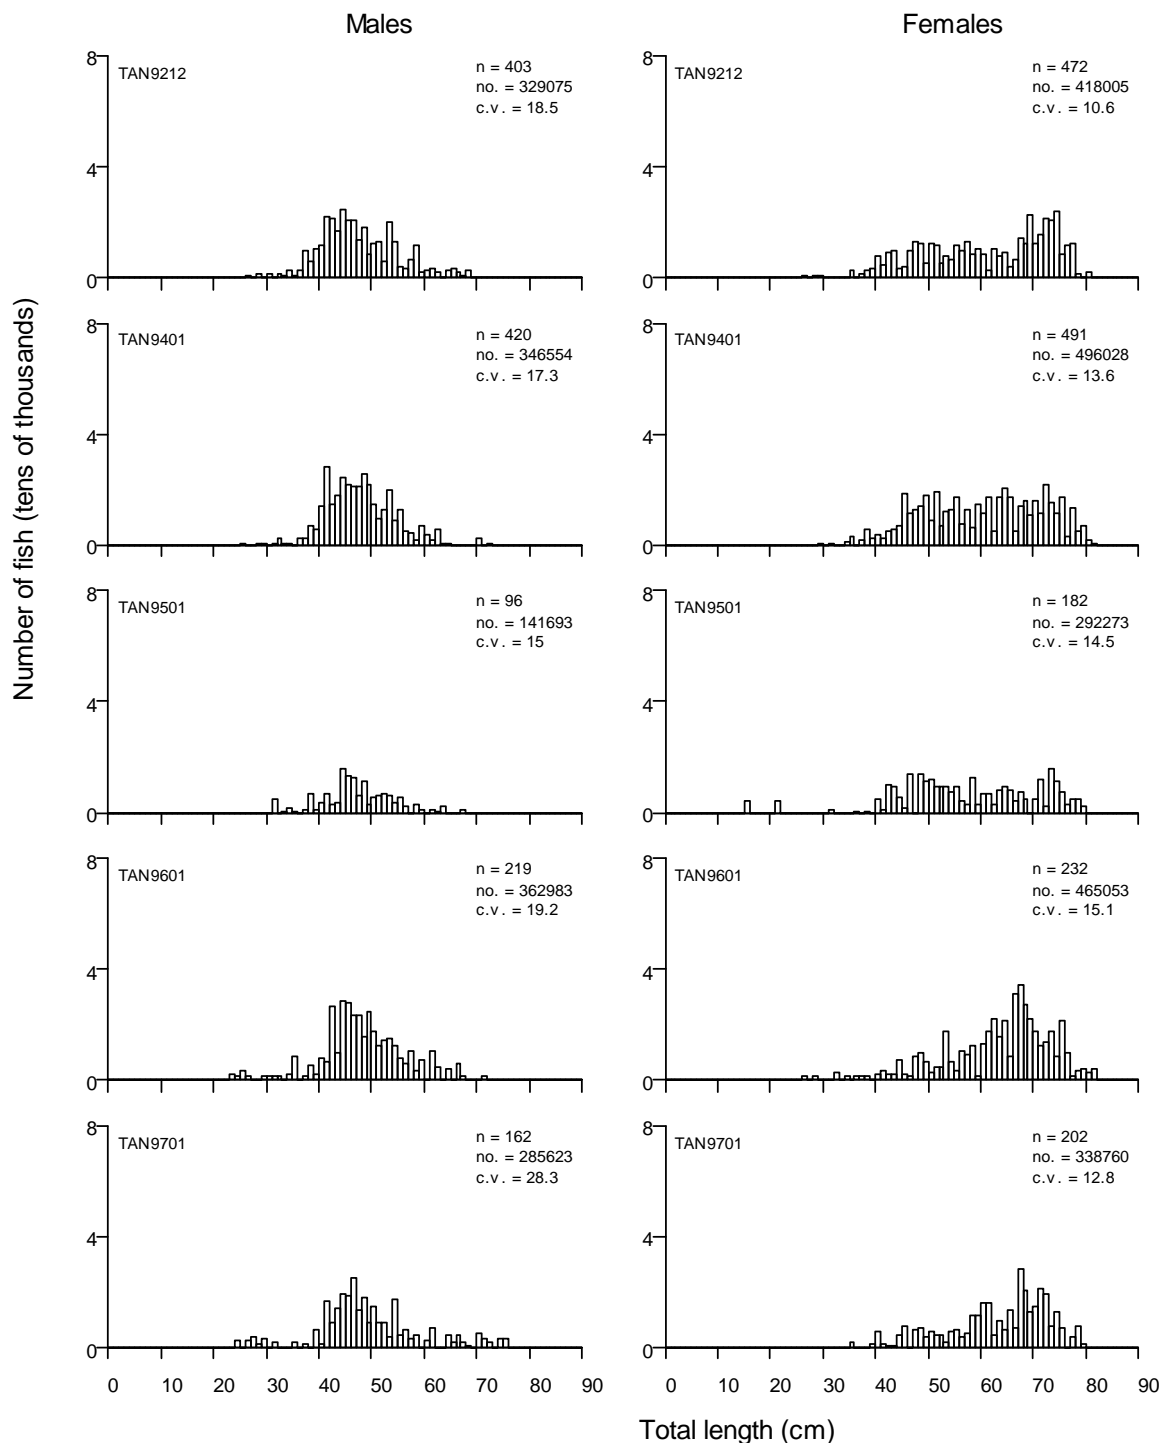 Males
Females
Number of fish (tens of thousands)
8
4
0
TAN9212
n = 403
no. = 329075
c.v. = 18.5
8
4
0
TAN9212
n = 472
no. = 418005
c.v. = 10.6
8
4
0
TAN9401
n = 420
no. = 346554
c.v. = 17.3
8
4
0
TAN9401
n = 491
no. = 496028
c.v. = 13.6
8
4
0
TAN9501
n = 96
no. = 141693
c.v. = 15
8
4
0
TAN9501
n = 182
no. = 292273
c.v. = 14.5
8
4
0
TAN9601
n = 219
no. = 362983
c.v. = 19.2
8
4
0
TAN9601
n = 232
no. = 465053
c.v. = 15.1
8
4
0
TAN9701
n = 162
no. = 285623
c.v. = 28.3
8
4
0
TAN9701
n = 202
no. = 338760
c.v. = 12.8
0 10 20 30 40 50 60 70 80 90
0 10 20 30 40 50 60 70 80 90
Total length (cm)